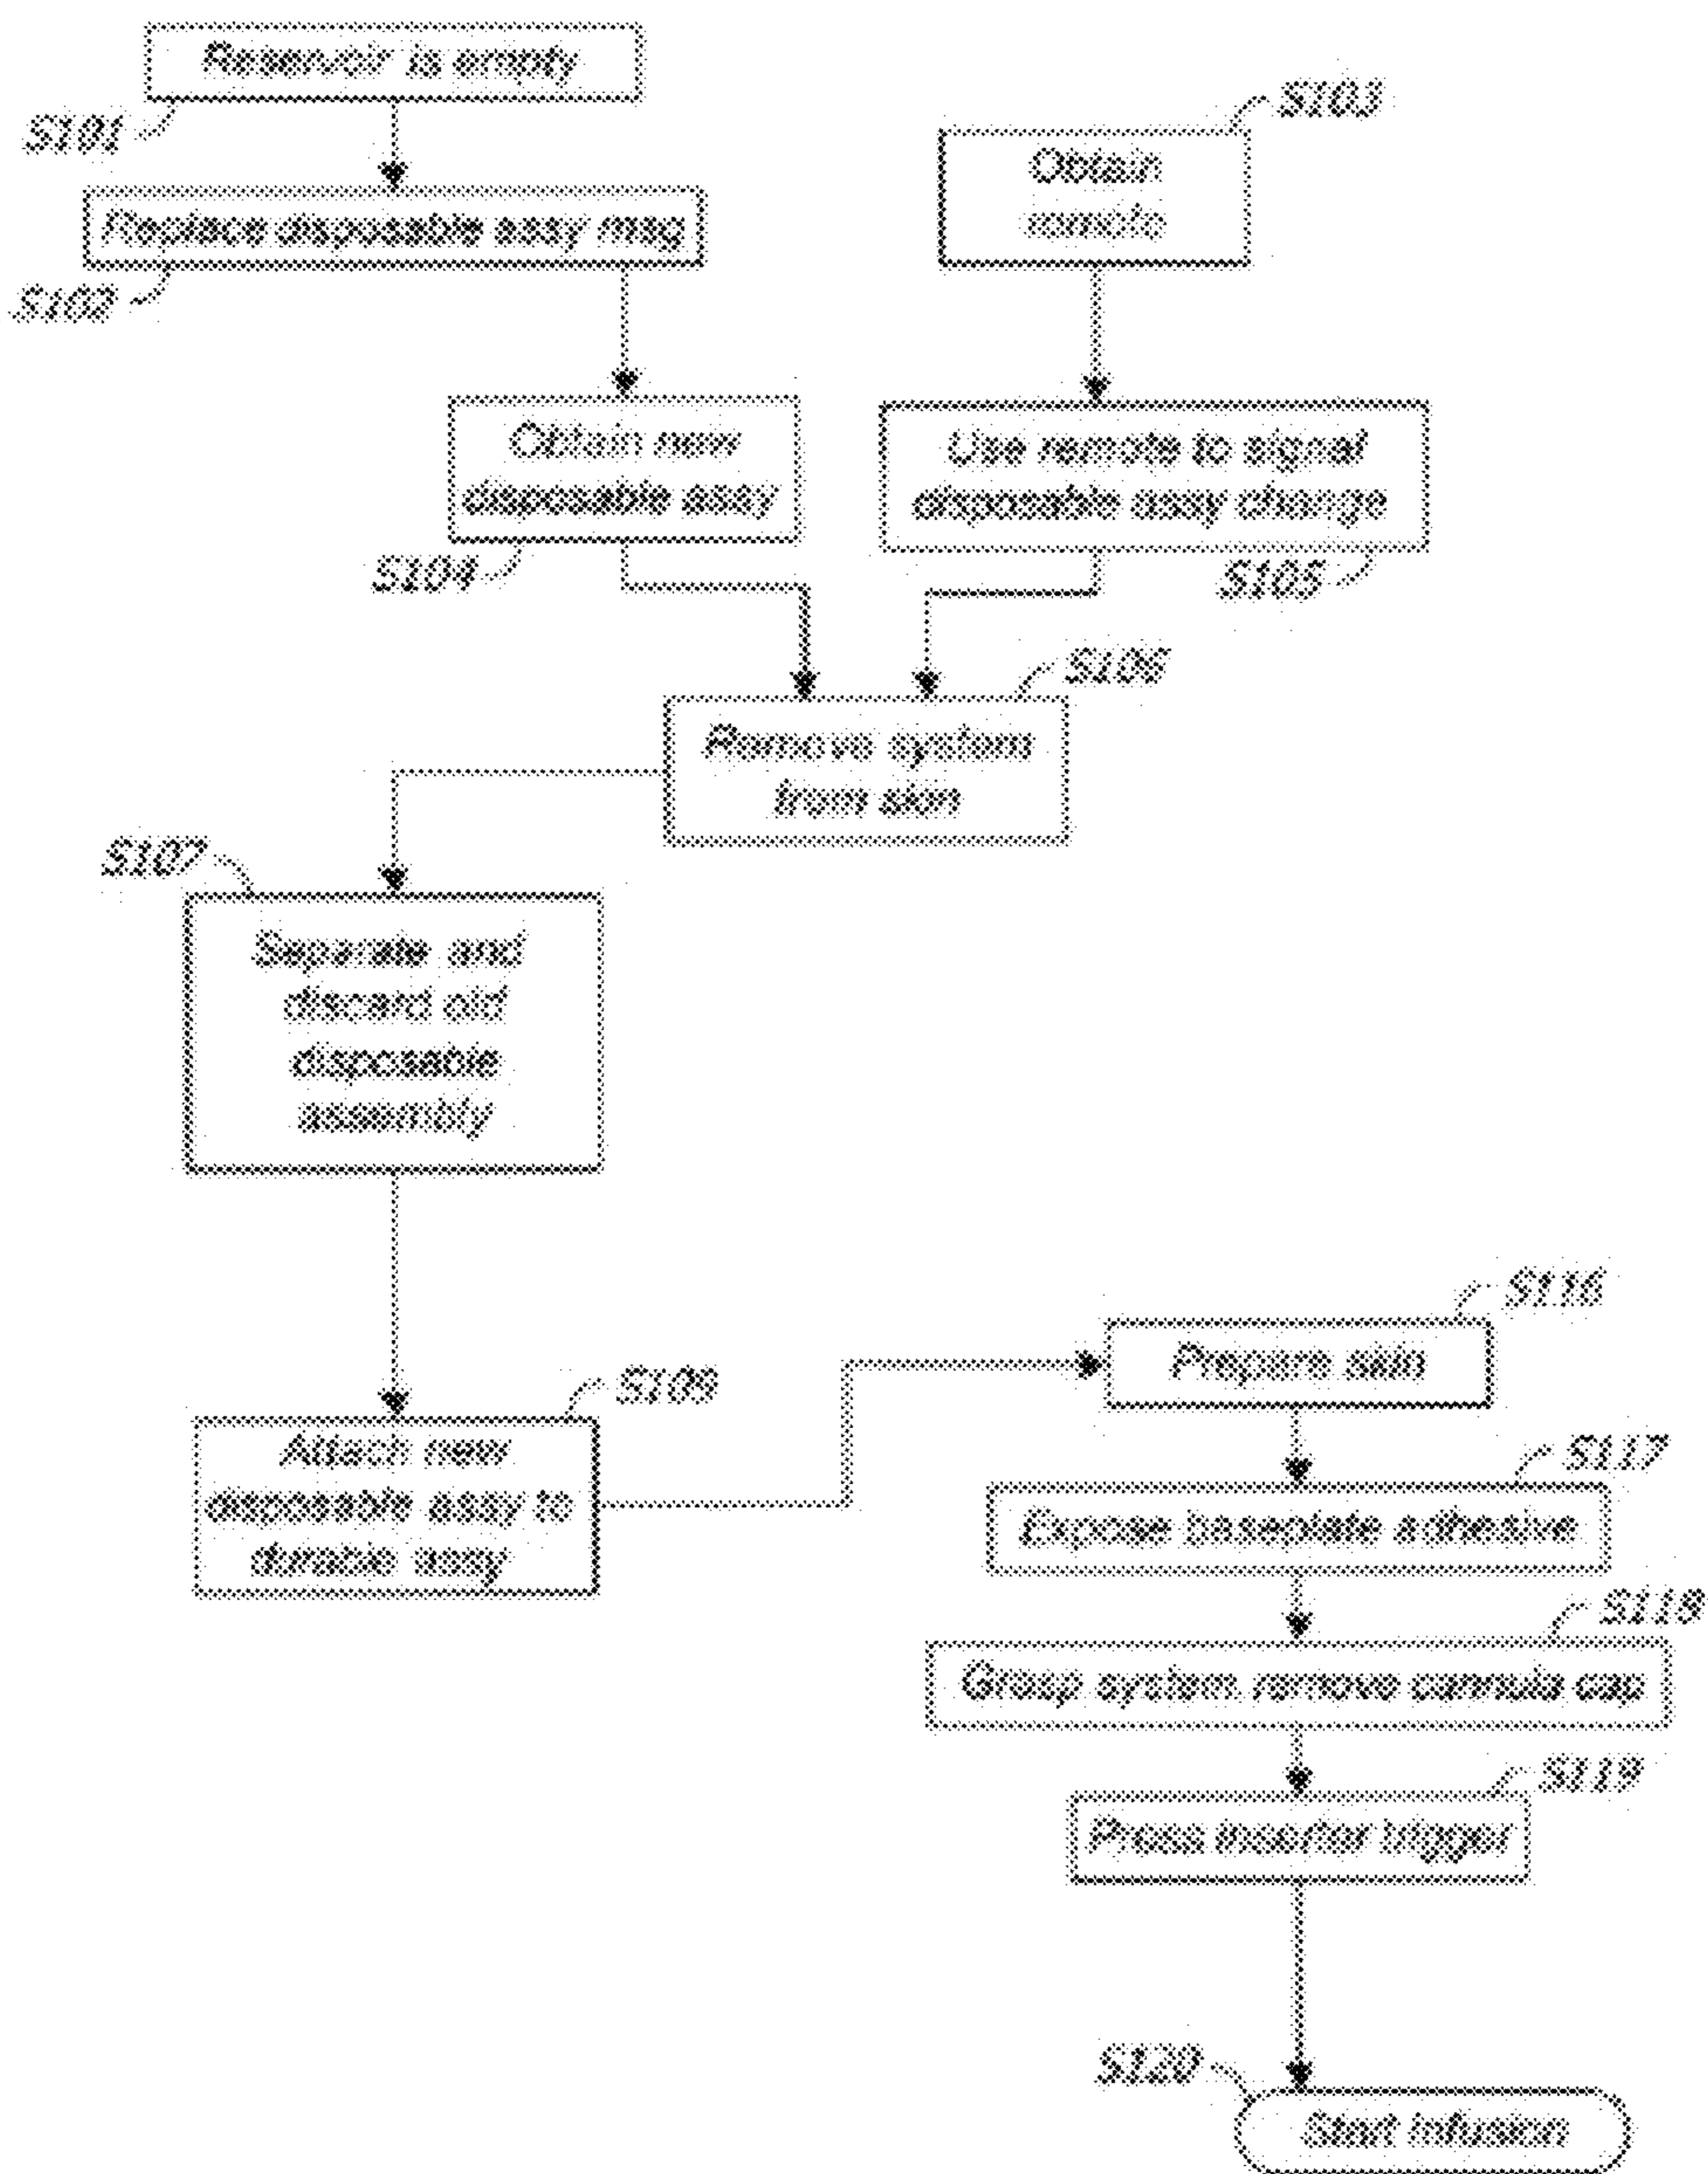 Reservoir is empty
S101
S103
Obtain
remote
Replace disposable assy msg
S102
Obtain new
disposable assy
S104
Use remote to signal
disposable assy change
S105
S106
Remove system
from skin
S107
Separate and
discard old
disposable
assembly
Attach new
disposable assy to
durable assy
S116
Prepare skin
S117
Expose baseplate adhesive
S118
Grasp system, remove cannula cap
S119
Press inserter trigger
S120
Start infusion